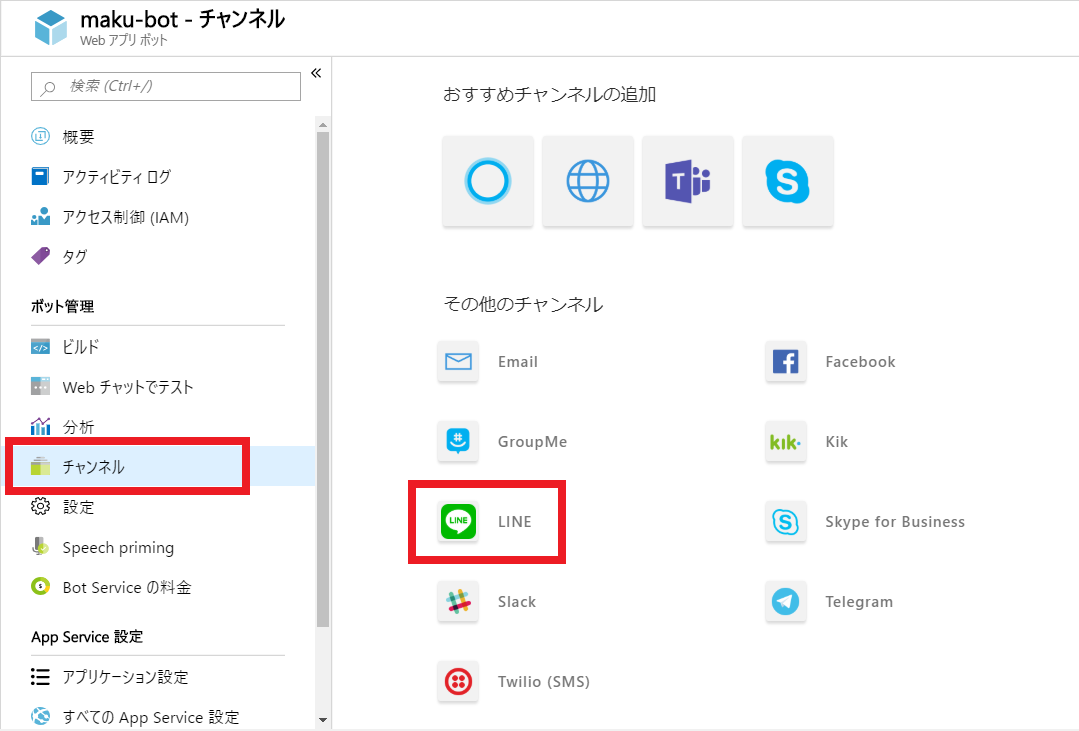 maku-bot - チャンネル
Web アプリ ボット
検索 (Ctrl+/)
«
概要
アクティビティ ログ
アクセス制御 (IAM)
タグ
ボット管理
ビルド
Web チャットでテスト
分析
チャンネル
設定
Speech priming
Bot Service の料金
App Service 設定
アプリケーション設定
すべての App Service 設定
おすすめチャンネルの追加
T
S
その他のチャンネル
Email
Facebook
GroupMe
kik
Kik
LINE
LINE
Skype for Business
Slack
Telegram
Twilio (SMS)